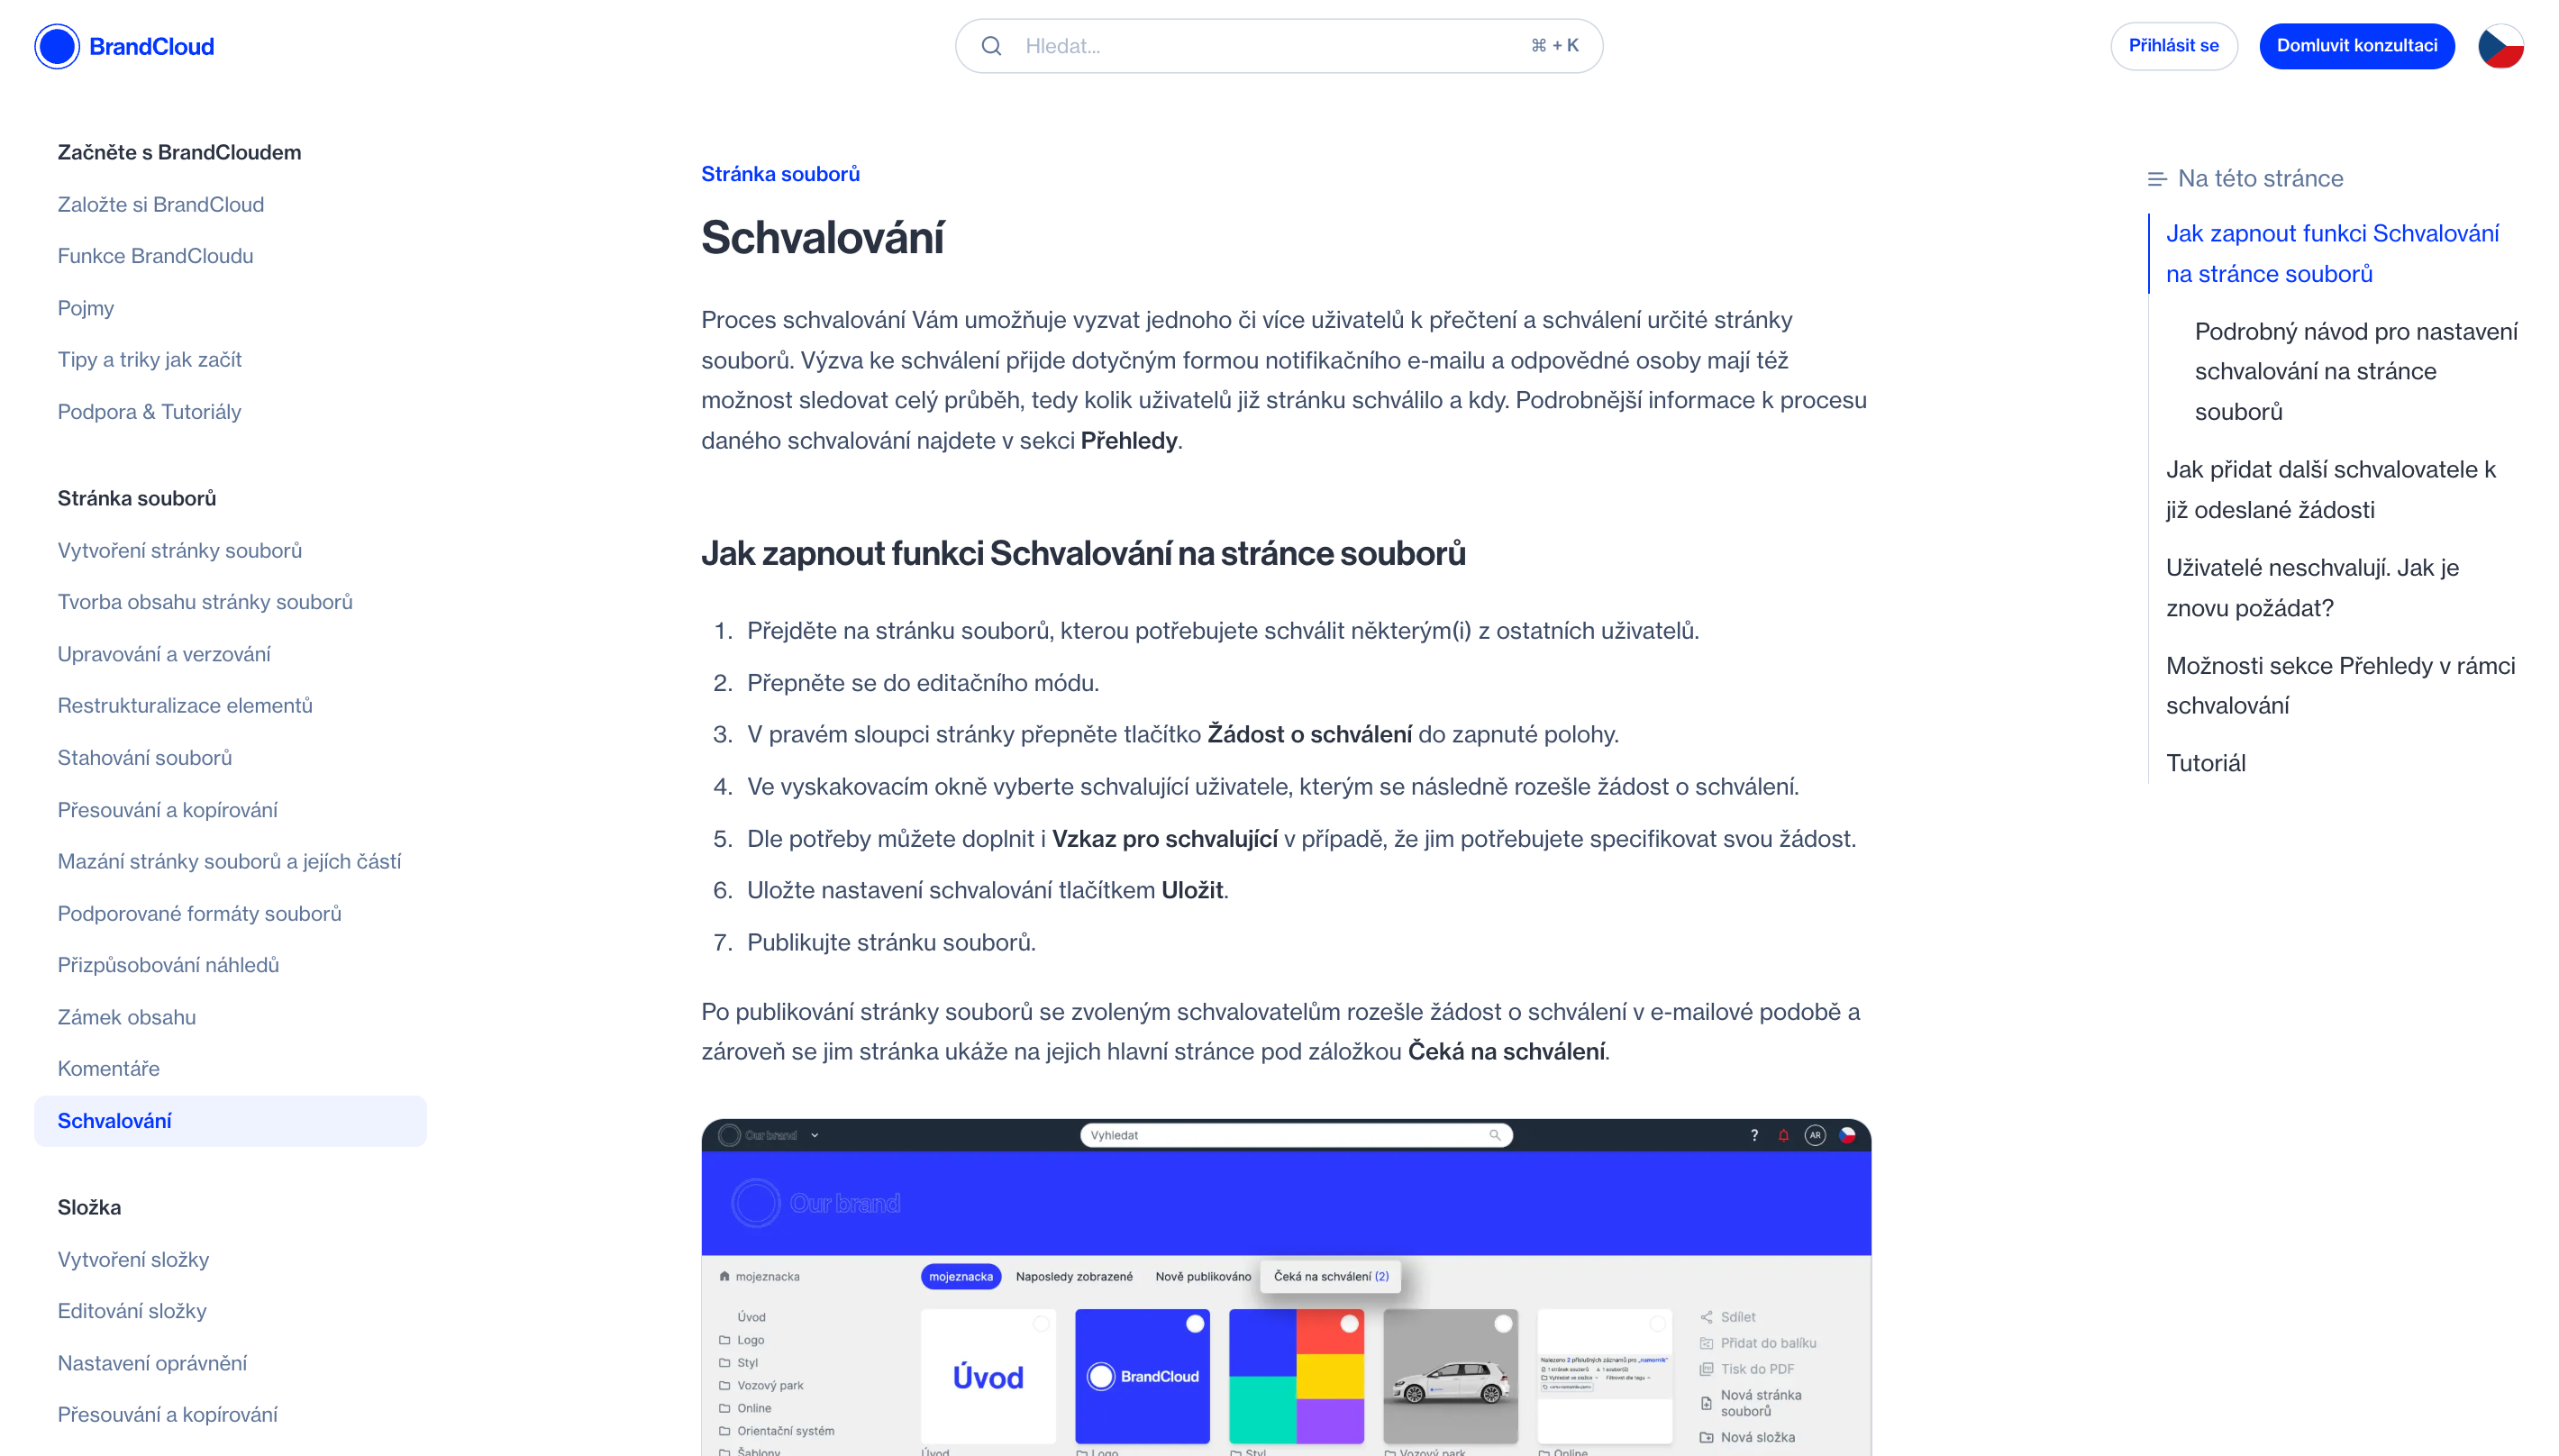 BrandCloud
Hledat...
⌘ + K
Přihlásit se
Domluvit konzultaci
Začněte s BrandCloudem
Založte si BrandCloud
Funkce BrandCloudu
Pojmy
Tipy a triky jak začít
Podpora & Tutoriály
Stránka souborů
Vytvoření stránky souborů
Tvorba obsahu stránky souborů
Upravování a verzování
Restrukturalizace elementů
Stahování souborů
Přesouvání a kopírování
Mazání stránky souborů a jejích částí
Podporované formáty souborů
Přizpůsobování náhledů
Zámek obsahu
Komentáře
Schvalování
Složka
Vytvoření složky
Editování složky
Nastavení oprávnění
Přesouvání a kopírování
Stránka souborů
Schvalování
Proces schvalování Vám umožňuje vyzvat jednoho či více uživatelů k přečtení a schválení určité stránky
souborů. Výzva ke schválení přijde dotyčným formou notifikačního e-mailu a odpovědné osoby mají též
možnost sledovat celý průběh, tedy kolik uživatelů již stránku schválilo a kdy. Podrobnější informace k procesu
daného schvalování najdete v sekci Přehledy.
Jak zapnout funkci Schvalování na stránce souborů
1. Přejděte na stránku souborů, kterou potřebujete schválit některým(i) z ostatních uživatelů.
2. Přepněte se do editačního módu.
3. V pravém sloupci stránky přepněte tlačítko Žádost o schválení do zapnuté polohy.
4. Ve vyskakovacím okně vyberte schvalující uživatele, kterým se následně rozešle žádost o schválení.
5. Dle potřeby můžete doplnit i Vzkaz pro schvalující v případě, že jim potřebujete specifikovat svou žádost.
6. Uložte nastavení schvalování tlačítkem Uložit.
7. Publikujte stránku souborů.
Po publikování stránky souborů se zvoleným schvalovatelům rozešle žádost o schválení v e-mailové podobě a
zároveň se jim stránka ukáže na jejich hlavní stránce pod záložkou Čeká na schválení.
Our brand
Vyhledat
?
AR
Our brand
mojeznacka
mojeznacka
Naposledy zobrazené
Nově publikováno
Čeká na schválení (2)
Úvod
Logo
Styl
Vozový park
Online
Orientační systém
Šablony
Úvod
BrandCloud
Nalezeno 2 příslušných záznamů pro „namornik“
Úvod
Logo
Styl
Vozový park
Online
Sdílet
Přidat do balíku
Tisk do PDF
Nová stránka
souborů
Nová složka
Na této stránce
Jak zapnout funkci Schvalování
na stránce souborů
Podrobný návod pro nastavení
schvalování na stránce
souborů
Jak přidat další schvalovatele k
již odeslané žádosti
Uživatelé neschvalují. Jak je
znovu požádat?
Možnosti sekce Přehledy v rámci
schvalování
Tutoriál